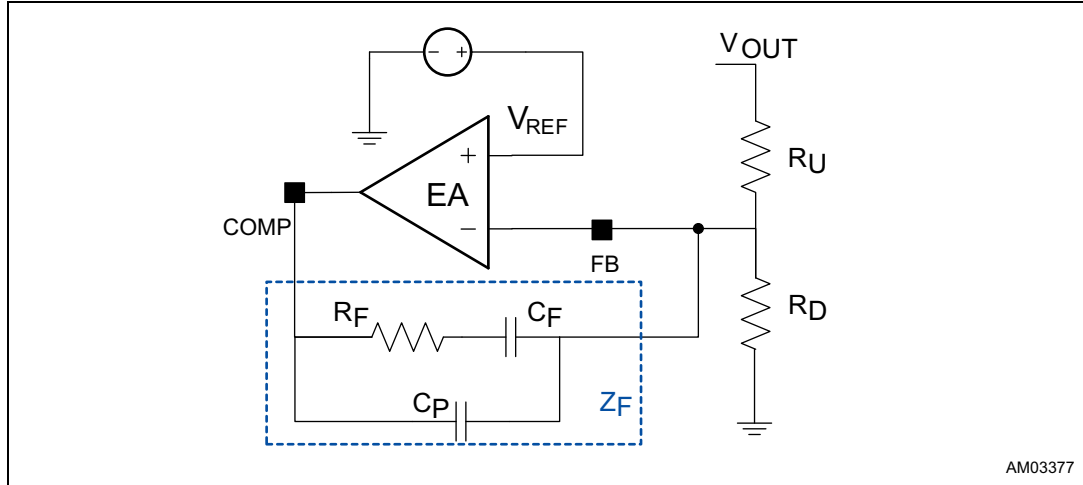 - +
VOUT
VREF
+
RU
EA
COMP
−
FB
RF
CF
RD
CP
ZF
AM03377